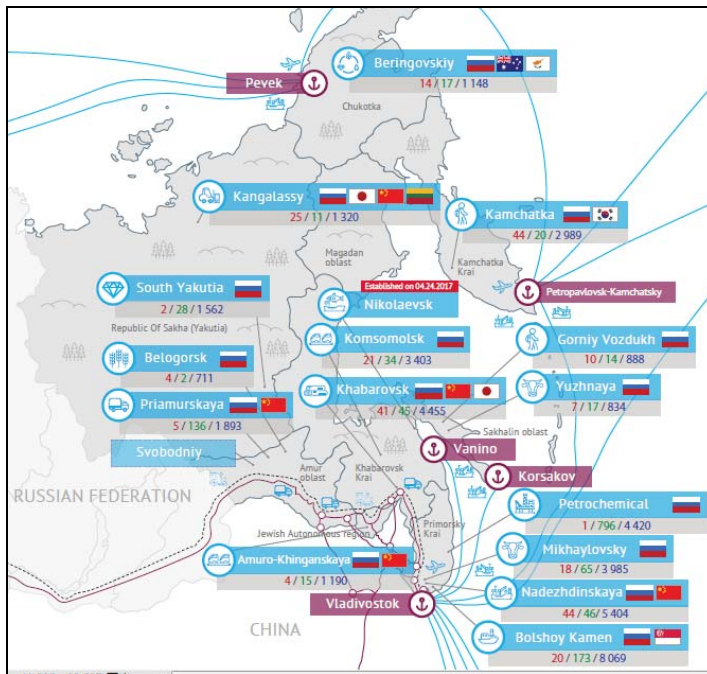 Beringovskiy
Pevek
14 / 17 / 1 148
Chukotka
Kangalassy
25 / 11 / 1 320
Kamchatka
44 / 20 / 2 989
Magadan
oblast
Kamchatka
Krai
South Yakutia
2 / 28 / 1 562
Established on 04.24.2017
Nikolaevsk
Petropavlovsk-Kamchatsky
Republic Of Sakha (Yakutia)
Komsomolsk
21 / 34 / 3 403
Gorniy Vozdukh
10 / 14 / 888
Belogorsk
4 / 2 / 711
Khabarovsk
41 / 45 / 4 455
Yuzhnaya
7 / 17 / 834
Priamurskaya
5 / 136 / 1 893
Sakhalin oblast
Svobodniy
Vanino
Amur
oblast
Khabarovsk
Krai
Korsakov
RUSSIAN FEDERATION
Petrochemical
1 / 796 / 4 420
Jewish Autonomous region
Primorsky
Krai
Mikhaylovsky
18 / 65 / 3 985
Amuro-Khinganskaya
4 / 15 / 1 190
Nadezhdinskaya
44 / 46 / 5 404
Vladivostok
CHINA
Bolshoy Kamen
20 / 173 / 8 069